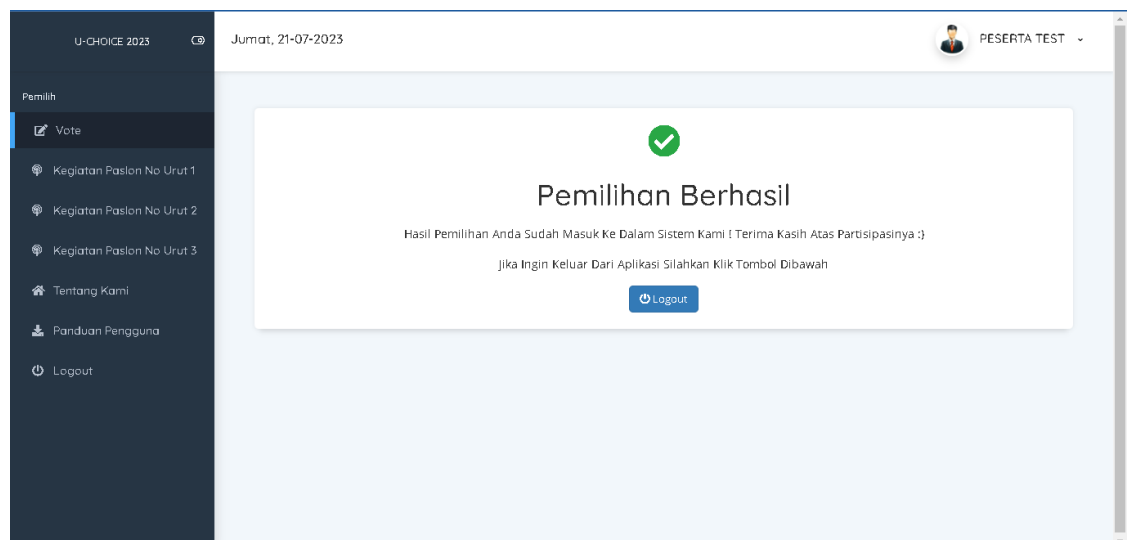 U-CHOICE 2023
Jumat, 21-07-2023
PESERTA TEST
Pemilih
Vote
Kegiatan Paslon No Urut 1
Kegiatan Paslon No Urut 2
Kegiatan Paslon No Urut 3
Tentang Kami
Panduan Pengguna
Logout
Pemilihan Berhasil
Hasil Pemilihan Anda Sudah Masuk Ke Dalam Sistem Kami ! Terima Kasih Atas Partisipasinya :}
Jika Ingin Keluar Dari Aplikasi Silahkan Klik Tombol Dibawah
Logout